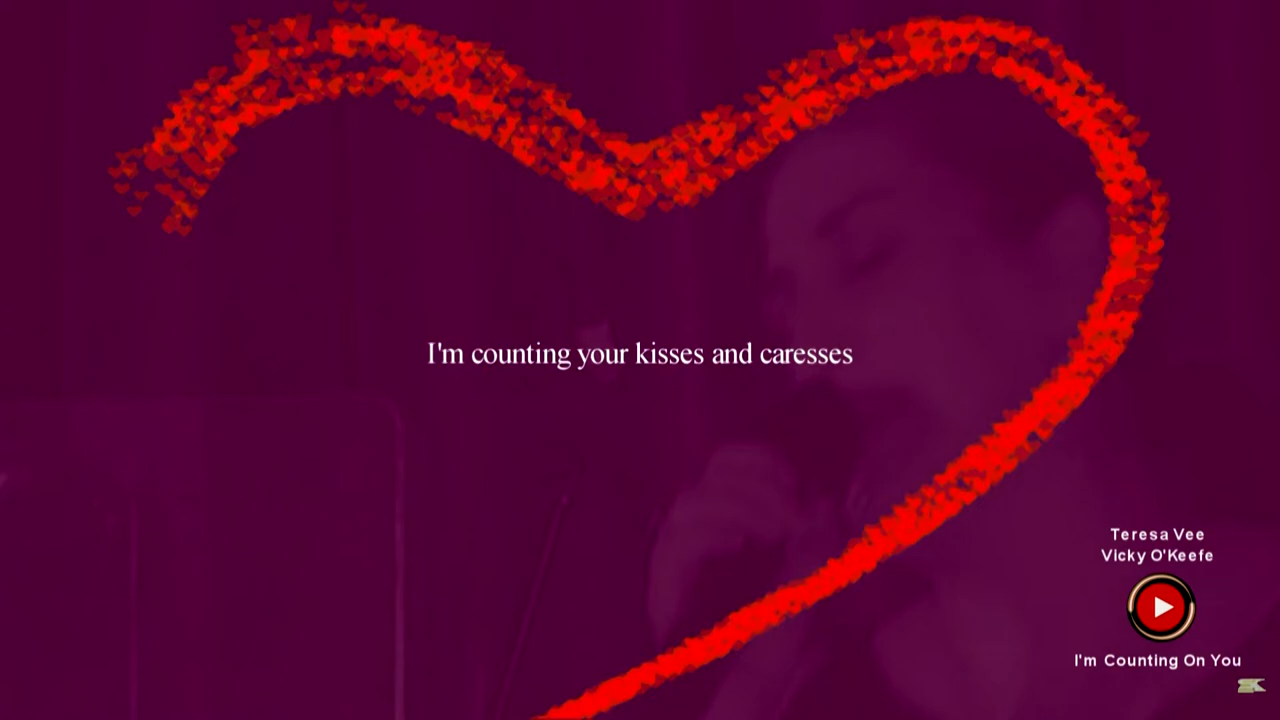 I'm counting your kisses and caresses
Teresa Vee
Vicky O'Keefe
I'm Counting On You